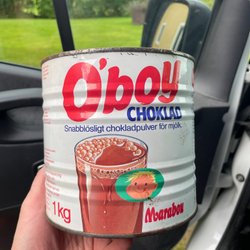 O'boy
CHOKLAD
Snabblösligt chokladpulver för mjölk.
1kg
Marabou